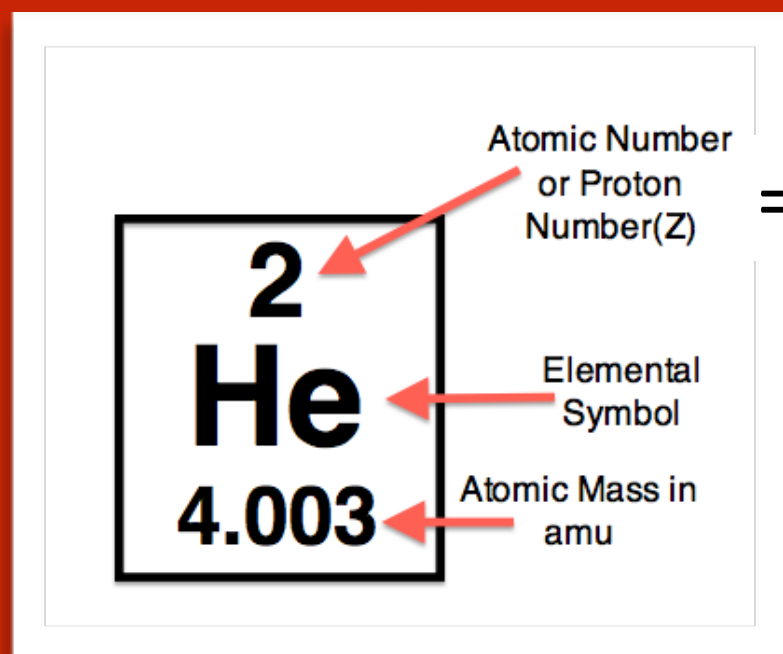 Atomic Number
or Proton
Number(Z)
=
2
He
Elemental
Symbol
4.003
Atomic Mass in
amu